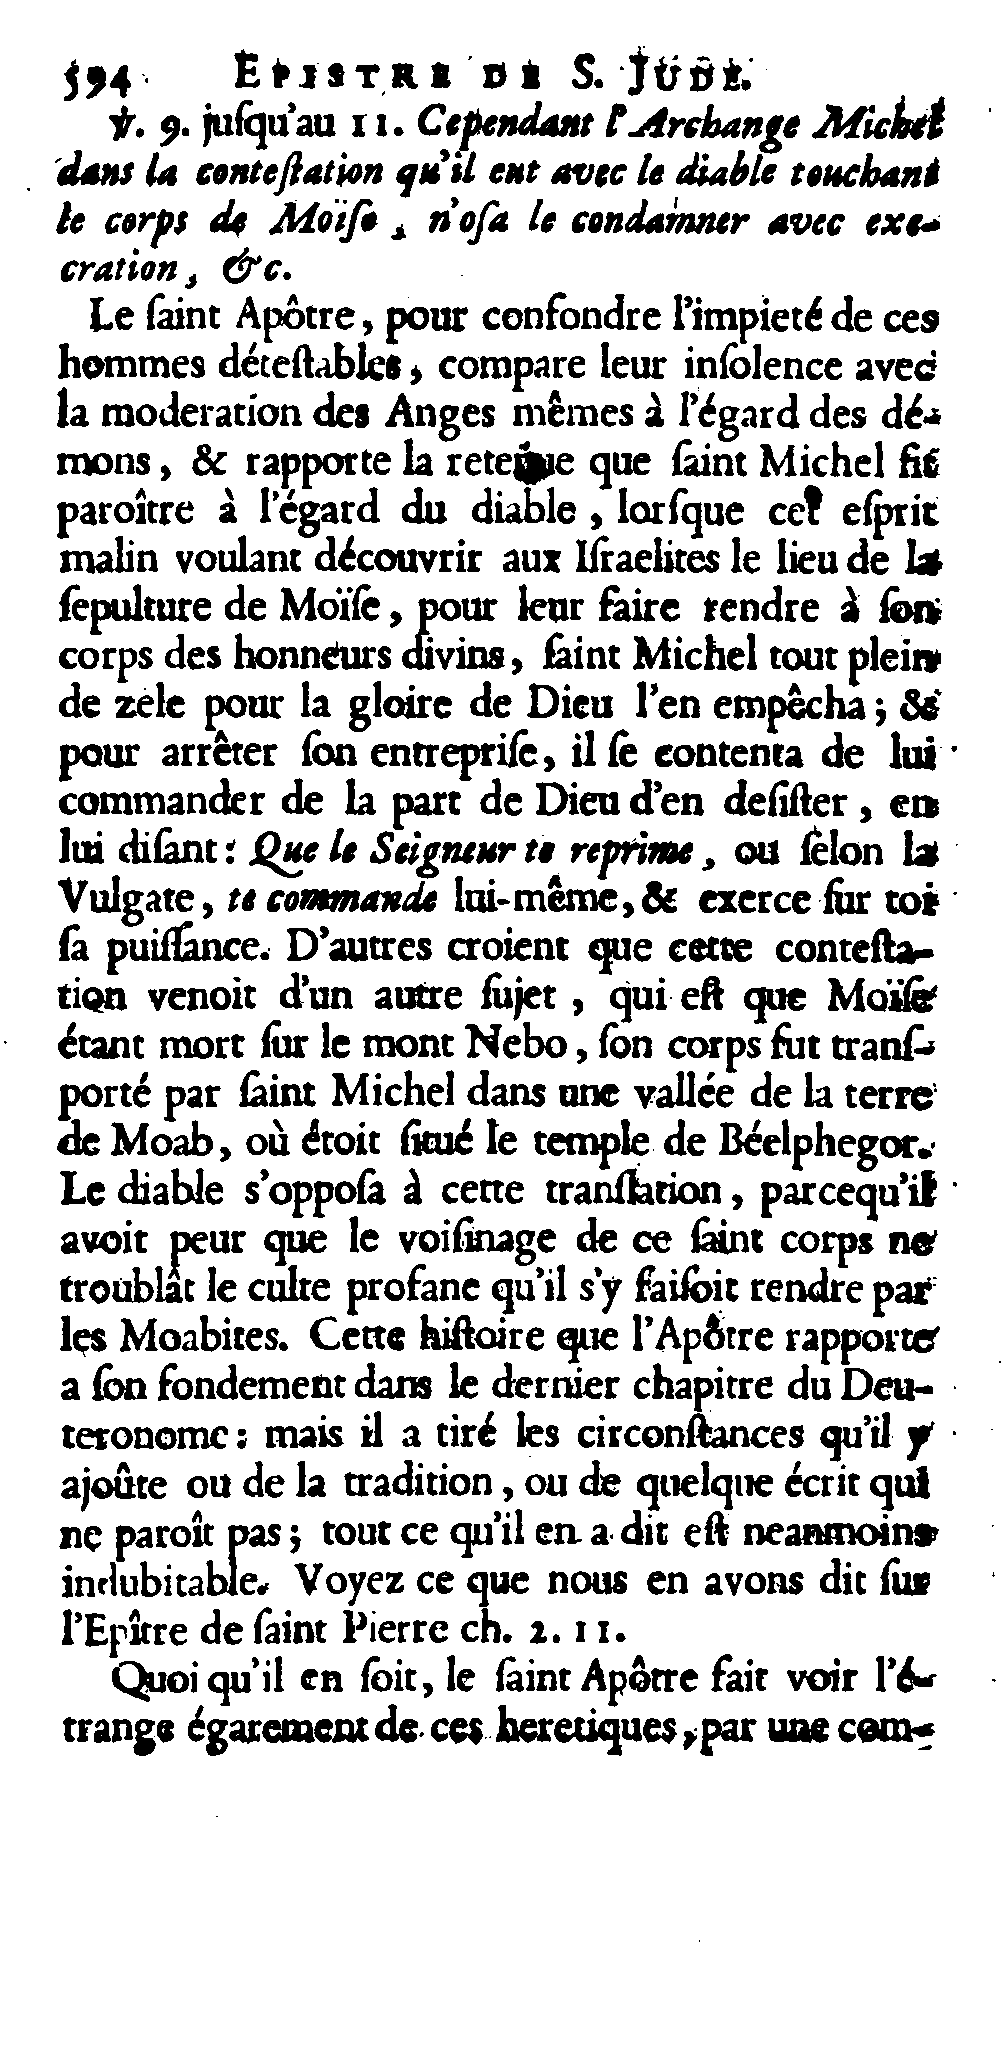 594 EPISTRE DE S. JUDE.
℣. 9. juſqu'au 11. Cependant l'Archange Michel
dans la conteſtation qu'il eut avec le diable touchant
le corps de Moïſe, n'oſa le condamner avec exe-
cration, &c.
Le ſaint Apôtre, pour confondre l'impieté de ces
hommes déteſtables, compare leur inſolence avec
la moderation des Anges mêmes à l'égard des dé-
mons, & rapporte la retenue que ſaint Michel fit
paroître à l'égard du diable, lorſque cet eſprit
malin voulant découvrir aux Iſraelites le lieu de la
ſepulture de Moïſe, pour leur faire rendre à ſon
corps des honneurs divins, ſaint Michel tout plein
de zele pour la gloire de Dieu l'en empêcha; &
pour arrêter ſon entrepriſe, il ſe contenta de lui
commander de la part de Dieu d'en deſiſter, en
lui diſant: Que le Seigneur te reprime, ou ſelon la
Vulgate, te commande lui-même, & exerce ſur toi
ſa puiſſance. D'autres croient que cette conteſta-
tion venoit d'un autre ſujet, qui eſt que Moïſe
étant mort ſur le mont Nebo, ſon corps fut tranſ-
porté par ſaint Michel dans une vallée de la terre
de Moab, où étoit ſitué le temple de Béelphegor.
Le diable s'oppoſa à cette tranſlation, parcequ'il
avoit peur que le voiſinage de ce ſaint corps ne
troublât le culte profane qu'il s'y faiſoit rendre par
les Moabites. Cette hiſtoire que l'Apôtre rapporte
a ſon fondement dans le dernier chapitre du Deu-
teronome: mais il a tiré les circonſtances qu'il y
ajoûte ou de la tradition, ou de quelque écrit qui
ne paroît pas; tout ce qu'il en a dit eſt neanmoins
indubitable. Voyez ce que nous en avons dit ſur
l'Epître de ſaint Pierre ch. 2. 11.
Quoi qu'il en ſoit, le ſaint Apôtre fait voir l'é-
trange égarement de ces heretiques, par une com-